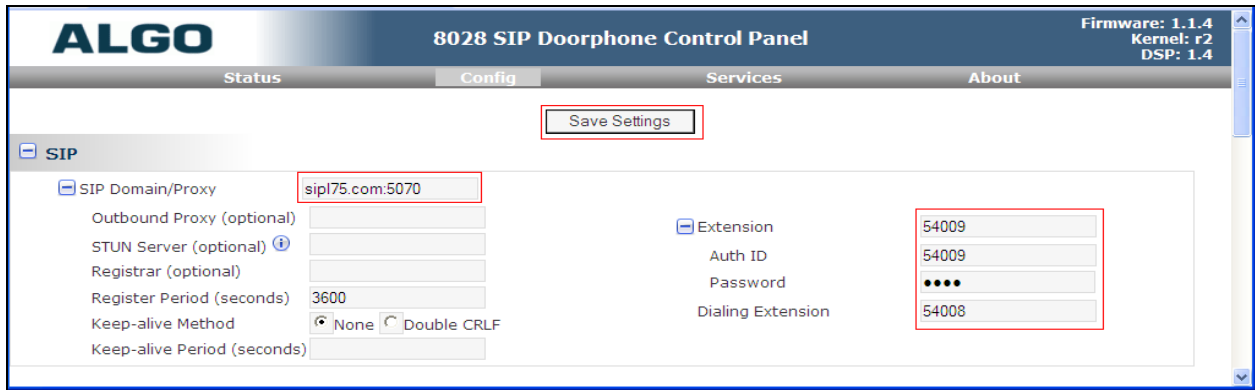 ALGO
8028 SIP Doorphone Control Panel
Firmware: 1.1.4
Kernel: r2
DSP: 1.4
Status Config Services About
Save Settings
SIP
SIP Domain/Proxy sipl75.com:5070
Outbound Proxy (optional)
STUN Server (optional)
Registrar (optional)
Register Period (seconds) 3600
Keep-alive Method None Double CRLF
Keep-alive Period (seconds)
Extension 54009
Auth ID 54009
Password ••••
Dialing Extension 54008